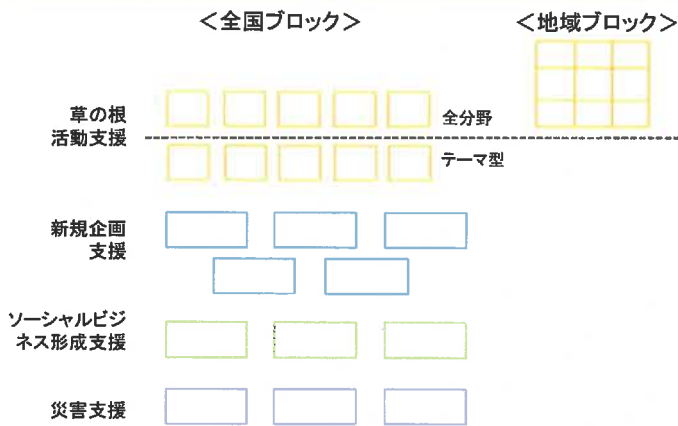 ＜全国ブロック＞
＜地域ブロック＞
草の根
活動支援
全分野
テーマ型
新規企画
支援
ソーシャルビジ
ネス形成支援
災害支援